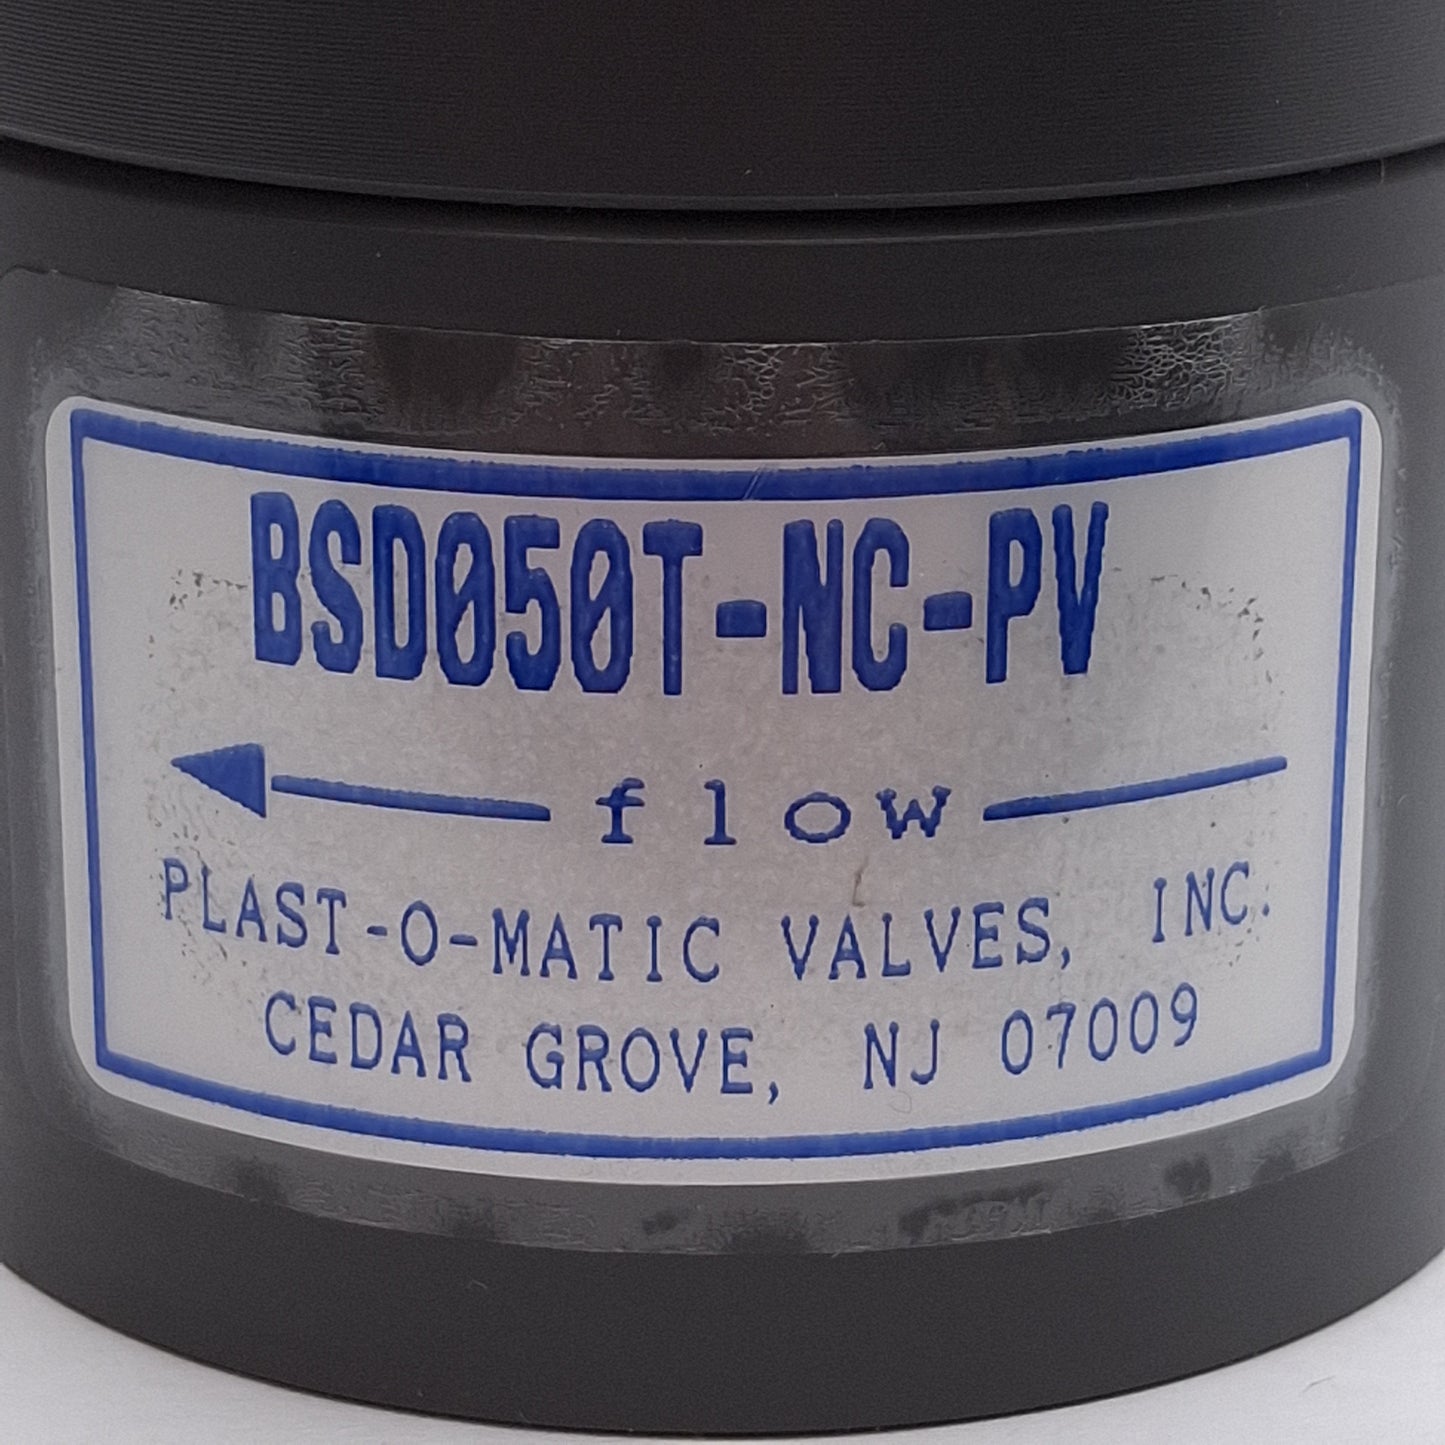 BSD050T-NC-PV
flow
PLAST-O-MATIC VALVES, INC.
CEDAR GROVE, NJ 07009